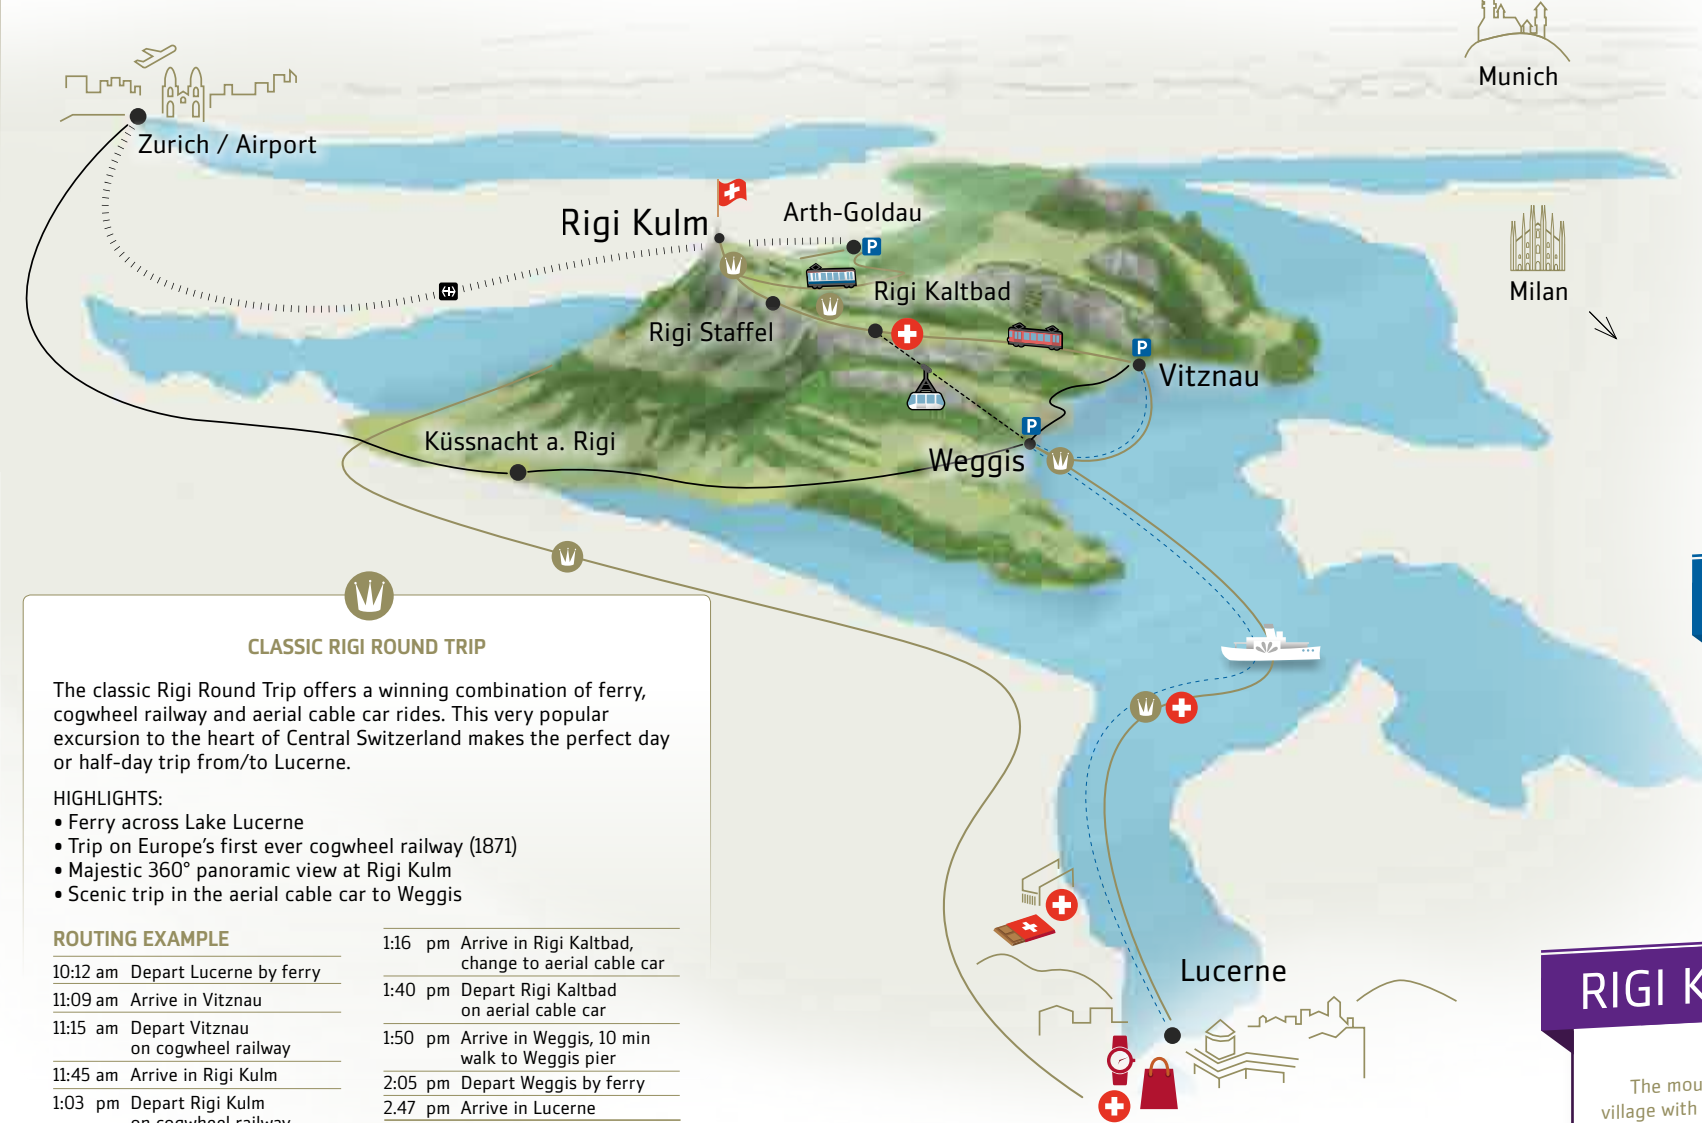 Munich
Zurich / Airport
Rigi Kulm
Arth-Goldau
P
Milan
Rigi Kaltbad
Rigi Staffel
P
Vitznau
P
Küssnacht a. Rigi
Weggis
CLASSIC RIGI ROUND TRIP
The classic Rigi Round Trip offers a winning combination of ferry,
cogwheel railway and aerial cable car rides. This very popular
excursion to the heart of Central Switzerland makes the perfect day
or half-day trip from/to Lucerne.
HIGHLIGHTS:
• Ferry across Lake Lucerne
• Trip on Europe's first ever cogwheel railway (1871)
• Majestic 360° panoramic view at Rigi Kulm
• Scenic trip in the aerial cable car to Weggis
ROUTING EXAMPLE
10:12 am Depart Lucerne by ferry
11:09 am Arrive in Vitznau
11:15 am Depart Vitznau
on cogwheel railway
11:45 am Arrive in Rigi Kulm
1:03 pm Depart Rigi Kulm
on cogwheel railway
1:16 pm Arrive in Rigi Kaltbad,
change to aerial cable car
1:40 pm Depart Rigi Kaltbad
on aerial cable car
1:50 pm Arrive in Weggis, 10 min
walk to Weggis pier
2:05 pm Depart Weggis by ferry
2.47 pm Arrive in Lucerne
Lucerne
RIGI K
The mou
village with